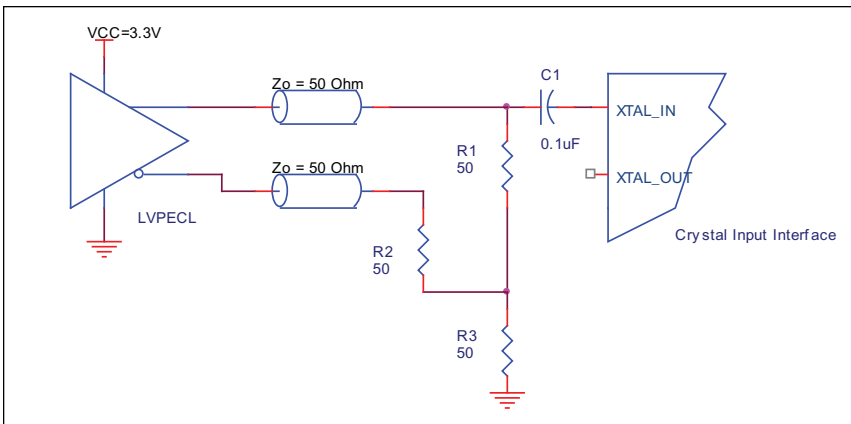 VCC=3.3V
Zo = 50 Ohm
C1
XTAL_IN
0.1uF
R1
50
Zo = 50 Ohm
XTAL_OUT
LVPECL
Crystal Input Interface
R2
50
R3
50